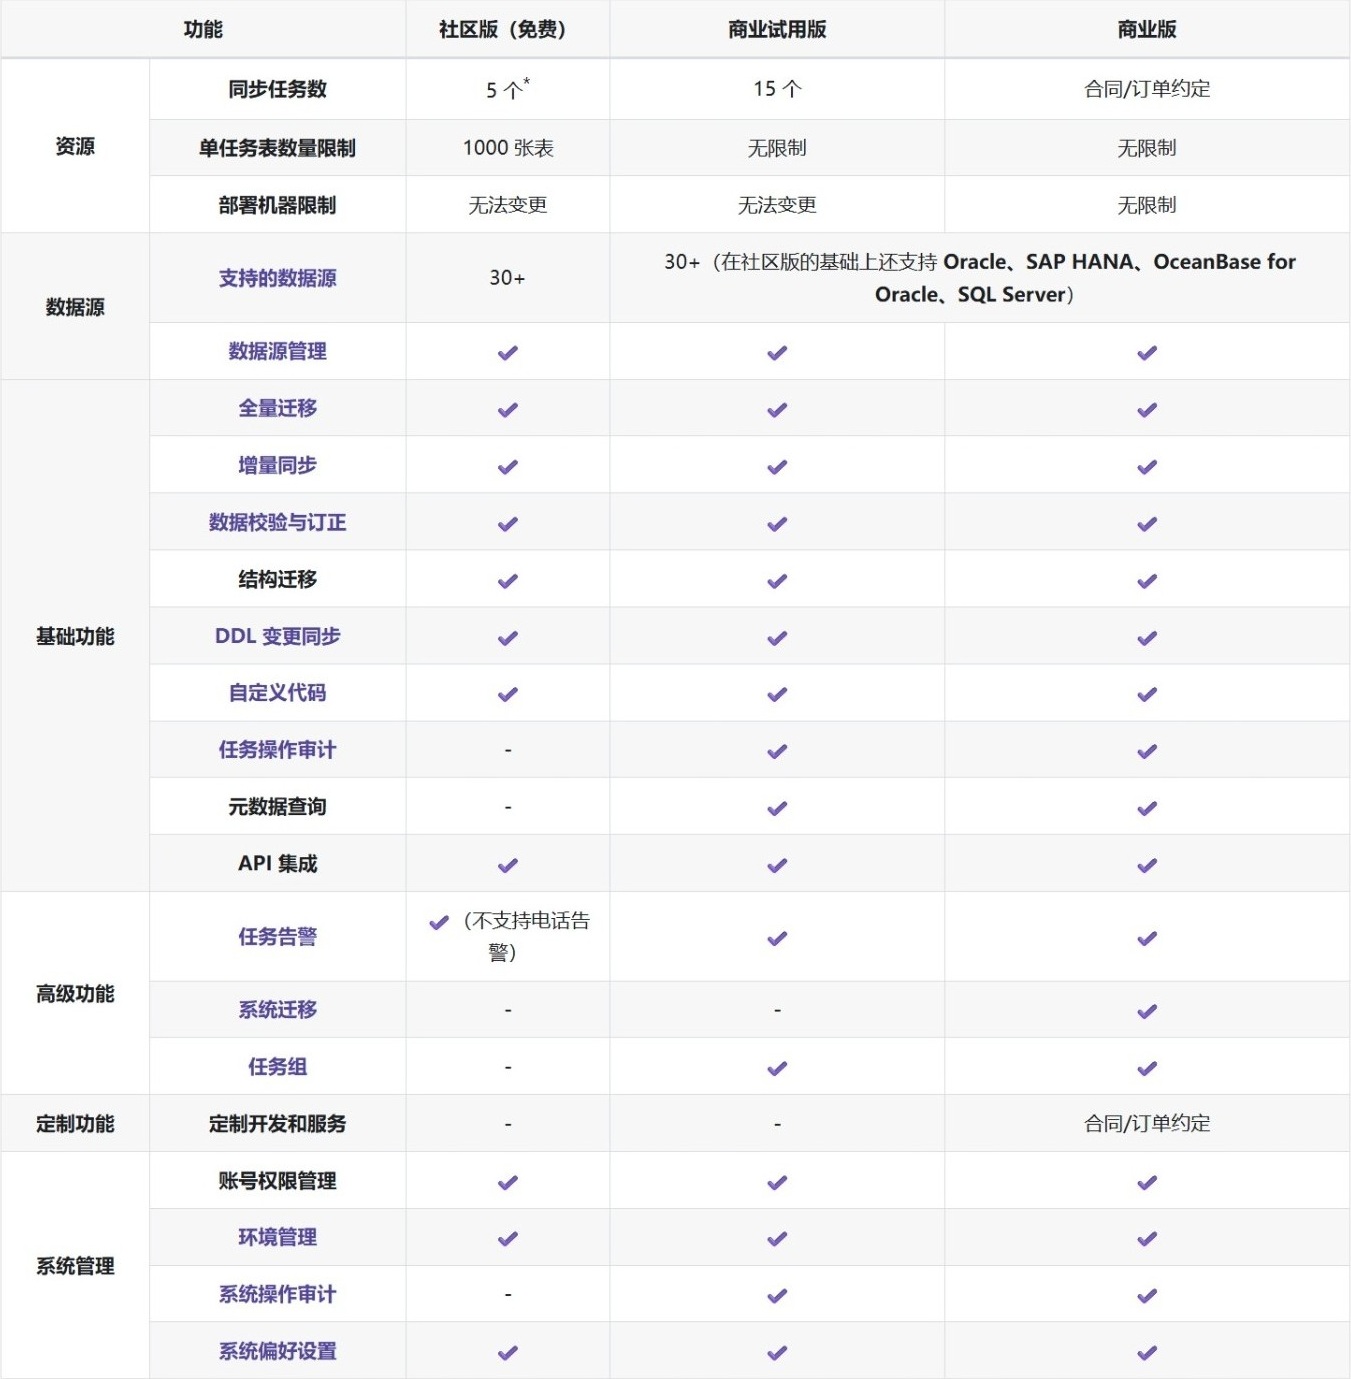 功能 社区版（免费） 商业试用版 商业版
资源
同步任务数 5 个* 15 个 合同/订单约定
单任务表数量限制 1000 张表 无限制 无限制
部署机器限制 无法变更 无法变更 无限制
数据源
支持的数据源 30+ 30+（在社区版的基础上还支持 Oracle、SAP HANA、OceanBase for
Oracle、SQL Server）
数据源管理 ✔ ✔ ✔
基础功能
全量迁移 ✔ ✔ ✔
增量同步 ✔ ✔ ✔
数据校验与订正 ✔ ✔ ✔
结构迁移 ✔ ✔ ✔
DDL 变更同步 ✔ ✔ ✔
自定义代码 ✔ ✔ ✔
任务操作审计 - ✔ ✔
元数据查询 - ✔ ✔
API 集成 ✔ ✔ ✔
高级功能
任务告警 ✔（不支持电话告
警） ✔ ✔
系统迁移 - - ✔
任务组 - ✔ ✔
定制功能 定制开发和服务 - - 合同/订单约定
系统管理
账号权限管理 ✔ ✔ ✔
环境管理 ✔ ✔ ✔
系统操作审计 - ✔ ✔
系统偏好设置 ✔ ✔ ✔